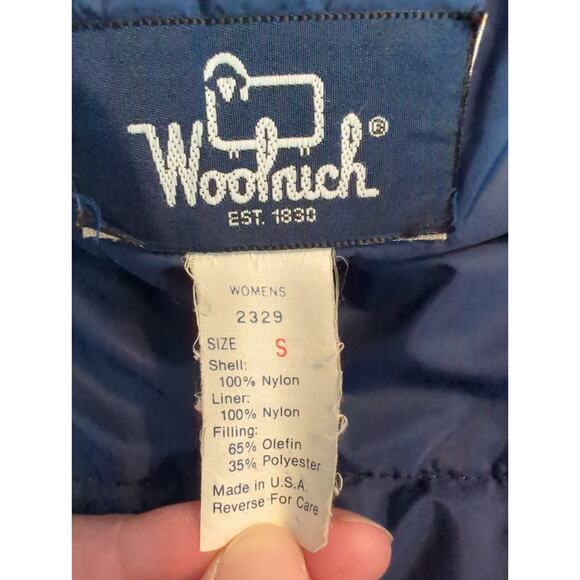 Woolrich®
EST. 1830
WOMENS
2329
SIZE S
Shell:
100% Nylon
Liner:
100% Nylon
Filling:
65% Olefin
35% Polyester
Made in U.S.A.
Reverse For Care